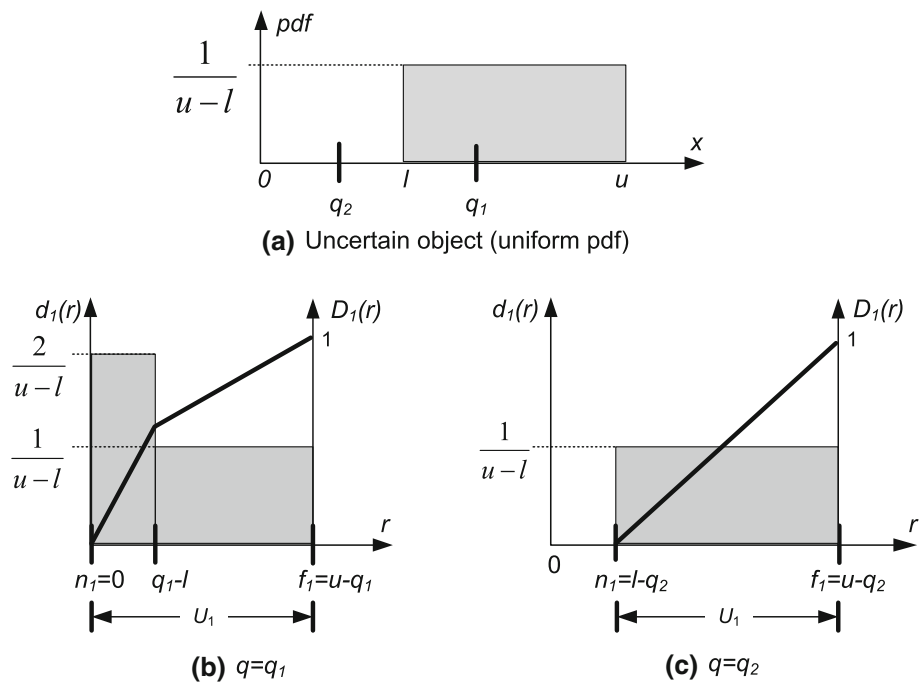 pdf
1
u − l
x
0
l
u
q2
q1
(a) Uncertain object (uniform pdf)
d1(r)
D1(r)
1
2
u − l
1
u − l
r
n1=0
q1-l
f1=u-q1
U1
(b) q=q1
d1(r)
D1(r)
1
1
u − l
r
0
n1=l-q2
f1=u-q2
U1
(c) q=q2